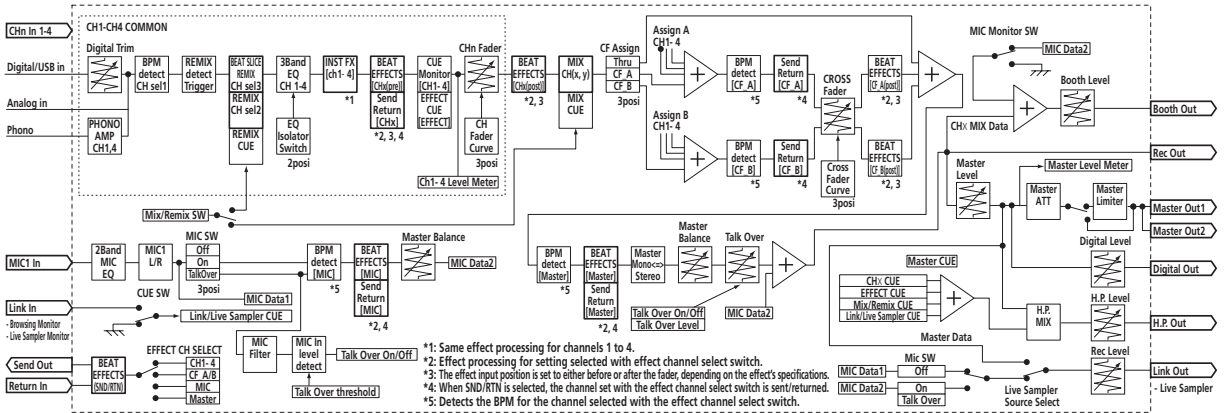 CH1-CH4 COMMON
CHn In 1-4
Digital/USB in
Analog in
Phono
Digital Trim
PHONO
AMP
CH1,4
BPM
detect
CH sel1
REMIX
detect
Trigger
BEAT SLICE
REMIX
CH sel3
REMIX
CH sel2
REMIX
CUE
3Band
EQ
CH 1-4
EQ
Isolator
Switch
2posi
INST FX
[ch1- 4]
*1
BEAT
EFFECTS
[CHx(pre)]
Send
Return
[CHx]
*2, 3, 4
CUE
Monitor
[CH1- 4]
EFFECT
CUE
[EFFECT]
CHn Fader
CH
Fader
Curve
3posi
Ch1- 4 Level Meter
BEAT
EFFECTS
[CHx(post)]
*2, 3
MIX
CH(x, y)
MIX
CUE
CF Assign
Thru
CF_A
CF_B
3posi
Assign A
CH1- 4
Assign B
CH1- 4
BPM
detect
[CF_A]
*5
Send
Return
[CF_A]
*4
BPM
detect
[CF_B]
*5
Send
Return
[CF_B]
*4
CROSS
Fader
Cross
Fader
Curve
3posi
BEAT
EFFECTS
[CF_A(post)]
*2, 3
BEAT
EFFECTS
[CF_B(post)]
*2, 3
MIC Monitor SW
MIC Data2
Booth Level
CHX MIX Data
Booth Out
Rec Out
Master
Level
Master Level Meter
Master
ATT
Master
Limiter
Master Out1
Master Out2
Digital Level
Digital Out
Mix/Remix SW
MIC1 In
2Band
MIC
EQ
MIC1
L/R
MIC SW
Off
On
TalkOver
3posi
MIC Data1
BPM
detect
[MIC]
*5
BEAT
EFFECTS
[MIC]
Send
Return
[MIC]
*2, 4
Master Balance
MIC Data2
BPM
detect
[Master]
*5
BEAT
EFFECTS
[Master]
Send
Return
[Master]
*2, 4
Master
Mono<=>
Stereo
Master
Balance
Talk Over
Talk Over On/Off
Talk Over Level
MIC Data2
Master CUE
CHX CUE
EFFECT CUE
Mix/Remix CUE
Link/Live Sampler CUE
H.P.
MIX
H.P. Level
H.P. Out
Link In
- Browsing Monitor
- Live Sampler Monitor
CUE SW
Link/Live Sampler CUE
Send Out
Return In
BEAT
EFFECTS
(SND/RTN)
EFFECT CH SELECT
CH1- 4
CF A/B
MIC
Master
MIC
Filter
MIC In
level
detect
Talk Over On/Off
Talk Over threshold
*1: Same effect processing for channels 1 to 4.
*2: Effect processing for setting selected with effect channel select switch.
*3: The effect input position is set to either before or after the fader, depending on the effect's specifications.
*4: When SND/RTN is selected, the channel set with the effect channel select switch is sent/returned.
*5: Detects the BPM for the channel selected with the effect channel select switch.
Master Data
Mic SW
MIC Data1
Off
MIC Data2
On
Talk Over
Live Sampler
Source Select
Rec Level
Link Out
- Live Sampler